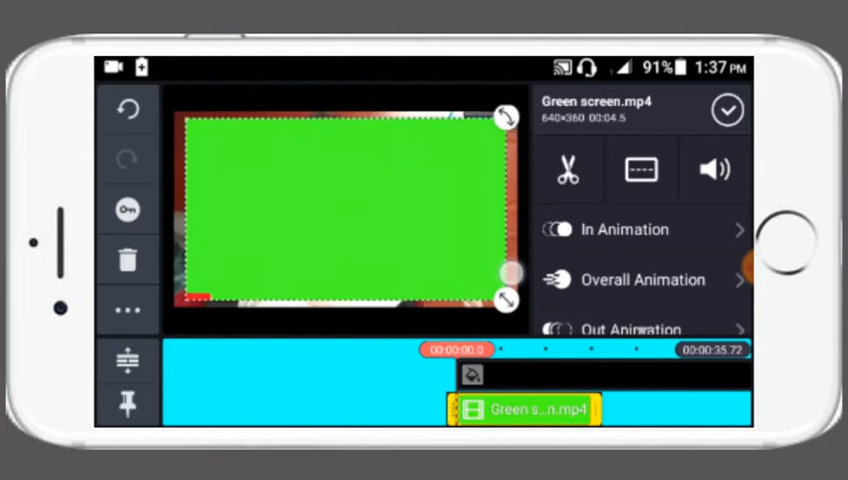 91% 1:37 PM
Green screen.mp4
640×360 00:04.5
In Animation
Overall Animation
Out Animation
00:00:00.0
00:00:35.72
Green s...n.mp4